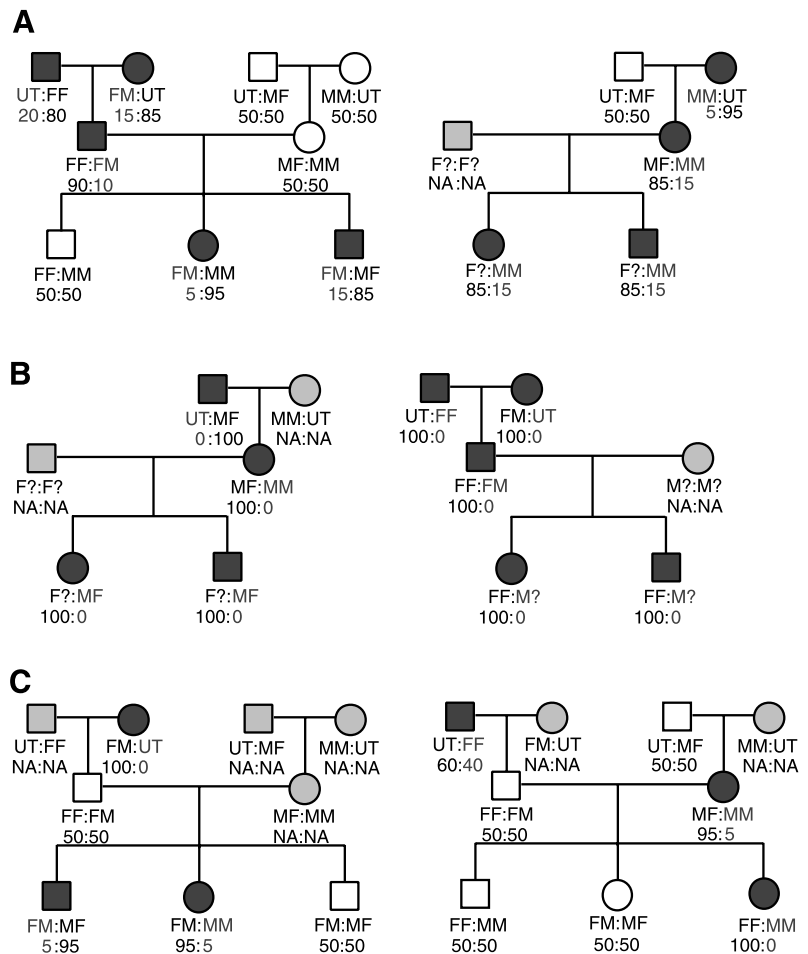 A
UT:FF FM:UT UT:MF MM:UT UT:MF MM:UT
20:80 15:85 50:50 50:50 50:50 5:95
FF:FM MF:MM F?:F? MF:MM
90:10 50:50 NA:NA 85:15
FF:MM FM:MM FM:MF F?:MM F?:MM
50:50 5:95 15:85 85:15 85:15
B
UT:MF MM:UT UT:FF FM:UT
0:100 NA:NA 100:0 100:0
F?:F? MF:MM FF:FM M?:M?
NA:NA 100:0 100:0 NA:NA
F?:MF F?:MF FF:M? FF:M?
100:0 100:0 100:0 100:0
C
UT:FF FM:UT UT:MF MM:UT UT:FF FM:UT UT:MF MM:UT
NA:NA 100:0 NA:NA NA:NA 60:40 NA:NA 50:50 NA:NA
FF:FM MF:MM FF:FM MF:MM
50:50 NA:NA 50:50 95:5
FM:MF FM:MM FM:MF FF:MM FM:MF FF:MM
5:95 95:5 50:50 50:50 50:50 100:0